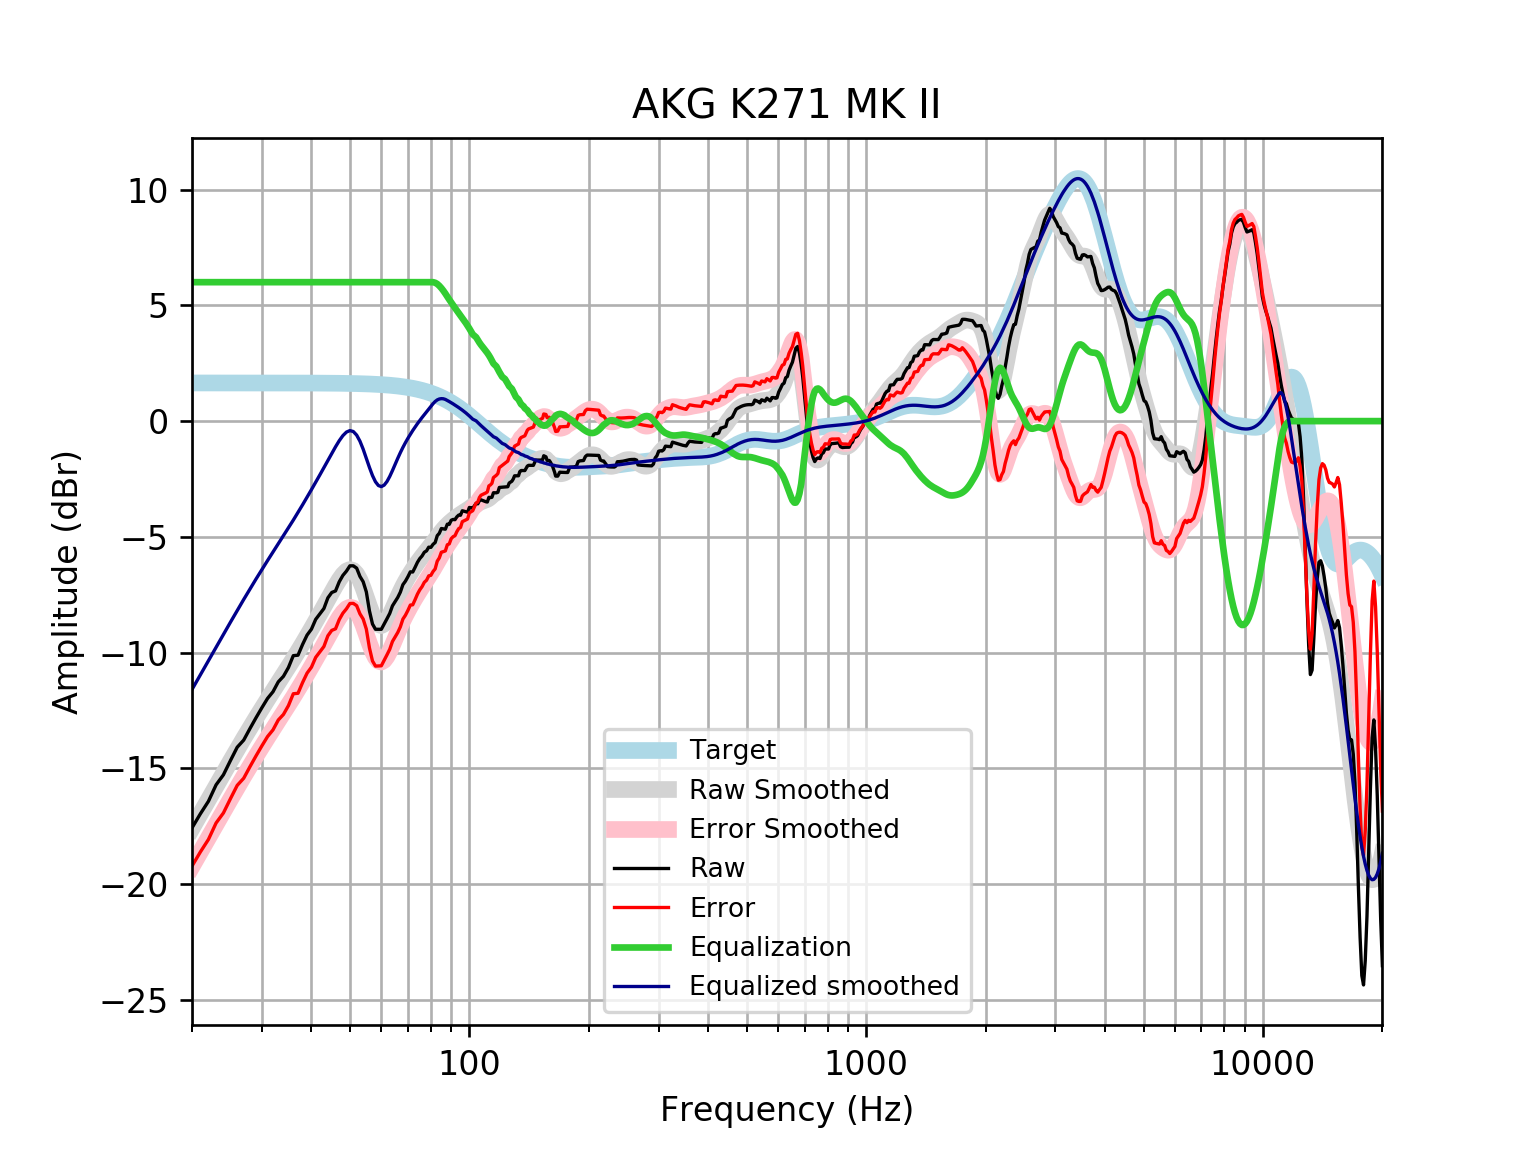 AKG K271 MK II
Amplitude (dBr)
10
5
0
−5
−10
−15
−20
−25
Target
Raw Smoothed
Error Smoothed
Raw
Error
Equalization
Equalized smoothed
100 1000 10000
Frequency (Hz)